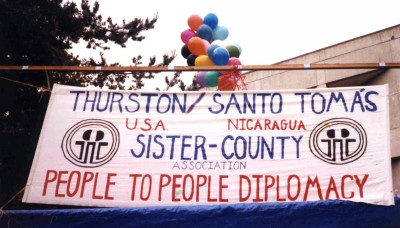 THURSTON/ SANTO TOMÁS
U.S.A. NICARAGUA
SISTER-COUNTY
ASSOCIATION
PEOPLE TO PEOPLE DIPLOMACY